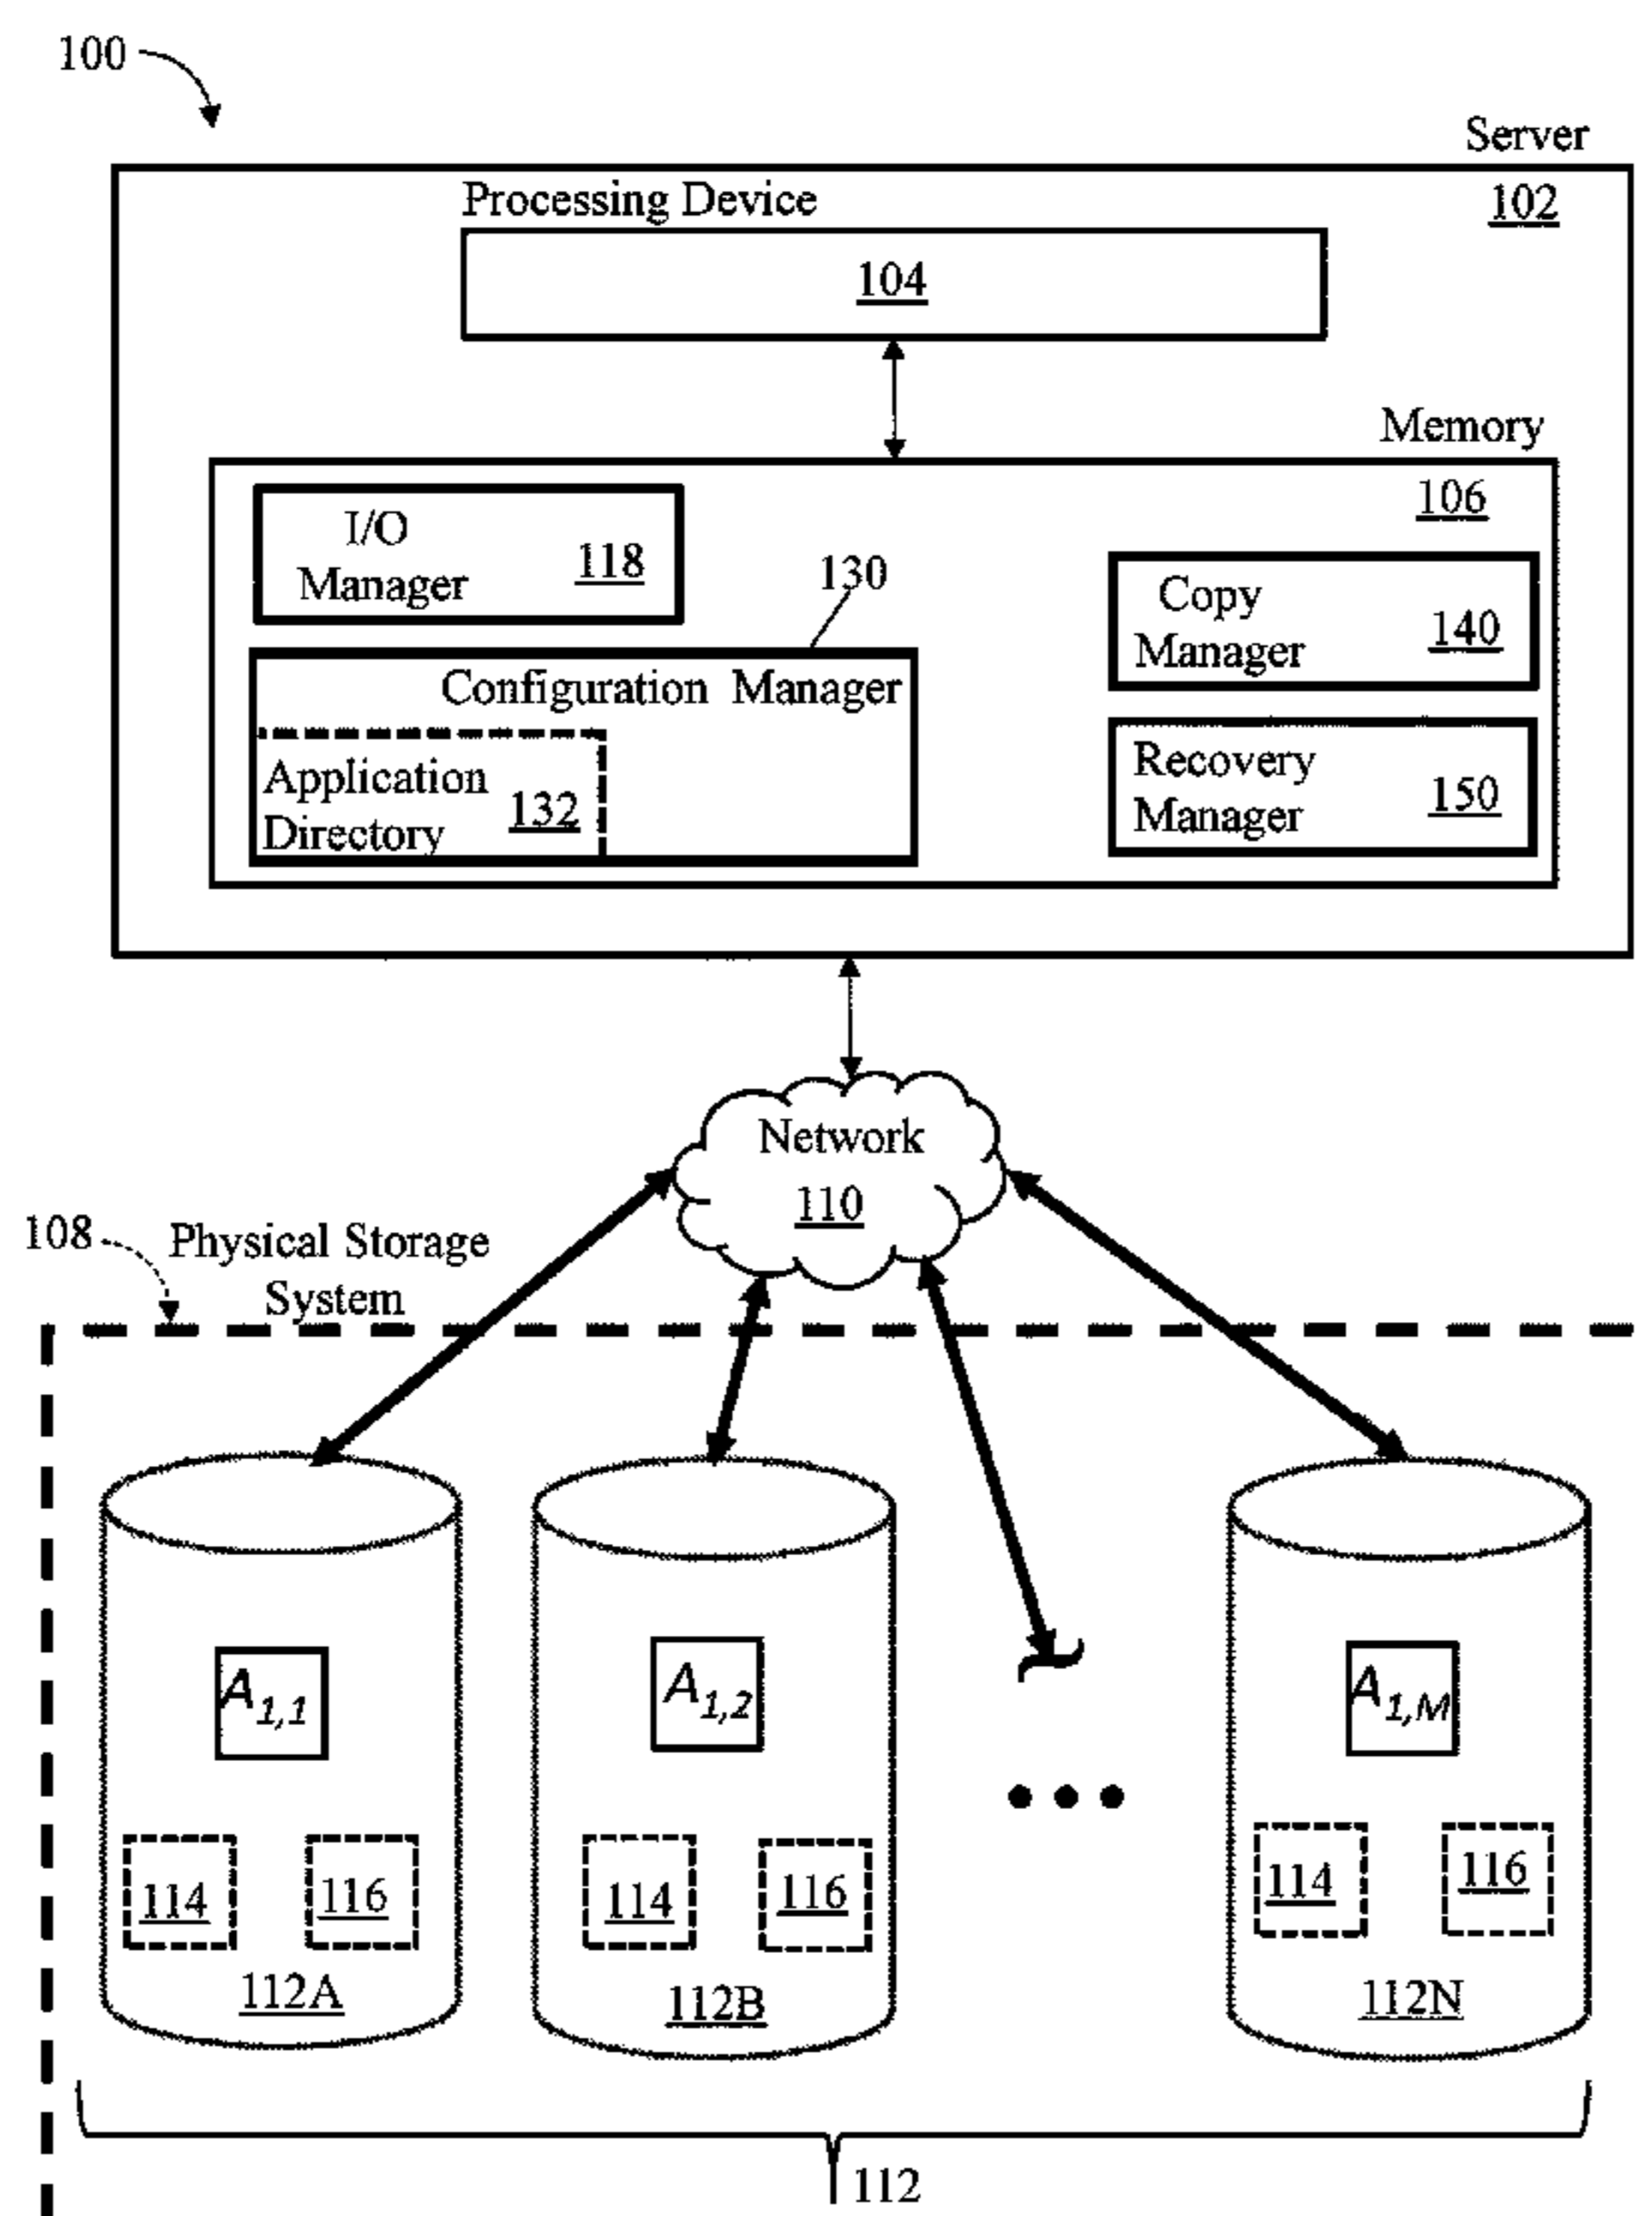 100
Server
102
Processing Device
104
Memory
106
I/O
Manager
118
130
Copy
Manager
140
Configuration Manager
Application
Directory
132
Recovery
Manager
150
Network
110
108
Physical Storage
System
A1,1
A1,2
A1,M
114
116
114
116
114
116
112A
112B
112N
112